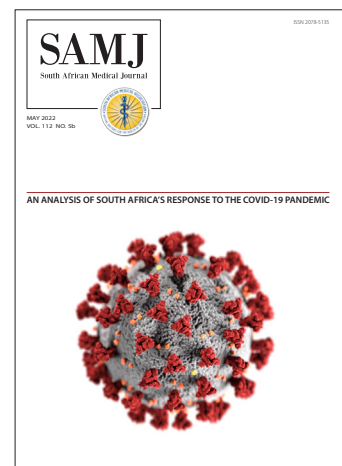 ISSN 2078-5135
SAMJ
South African Medical Journal
MAY 2022
VOL. 112 NO. 5b
AN ANALYSIS OF SOUTH AFRICA'S RESPONSE TO THE COVID-19 PANDEMIC